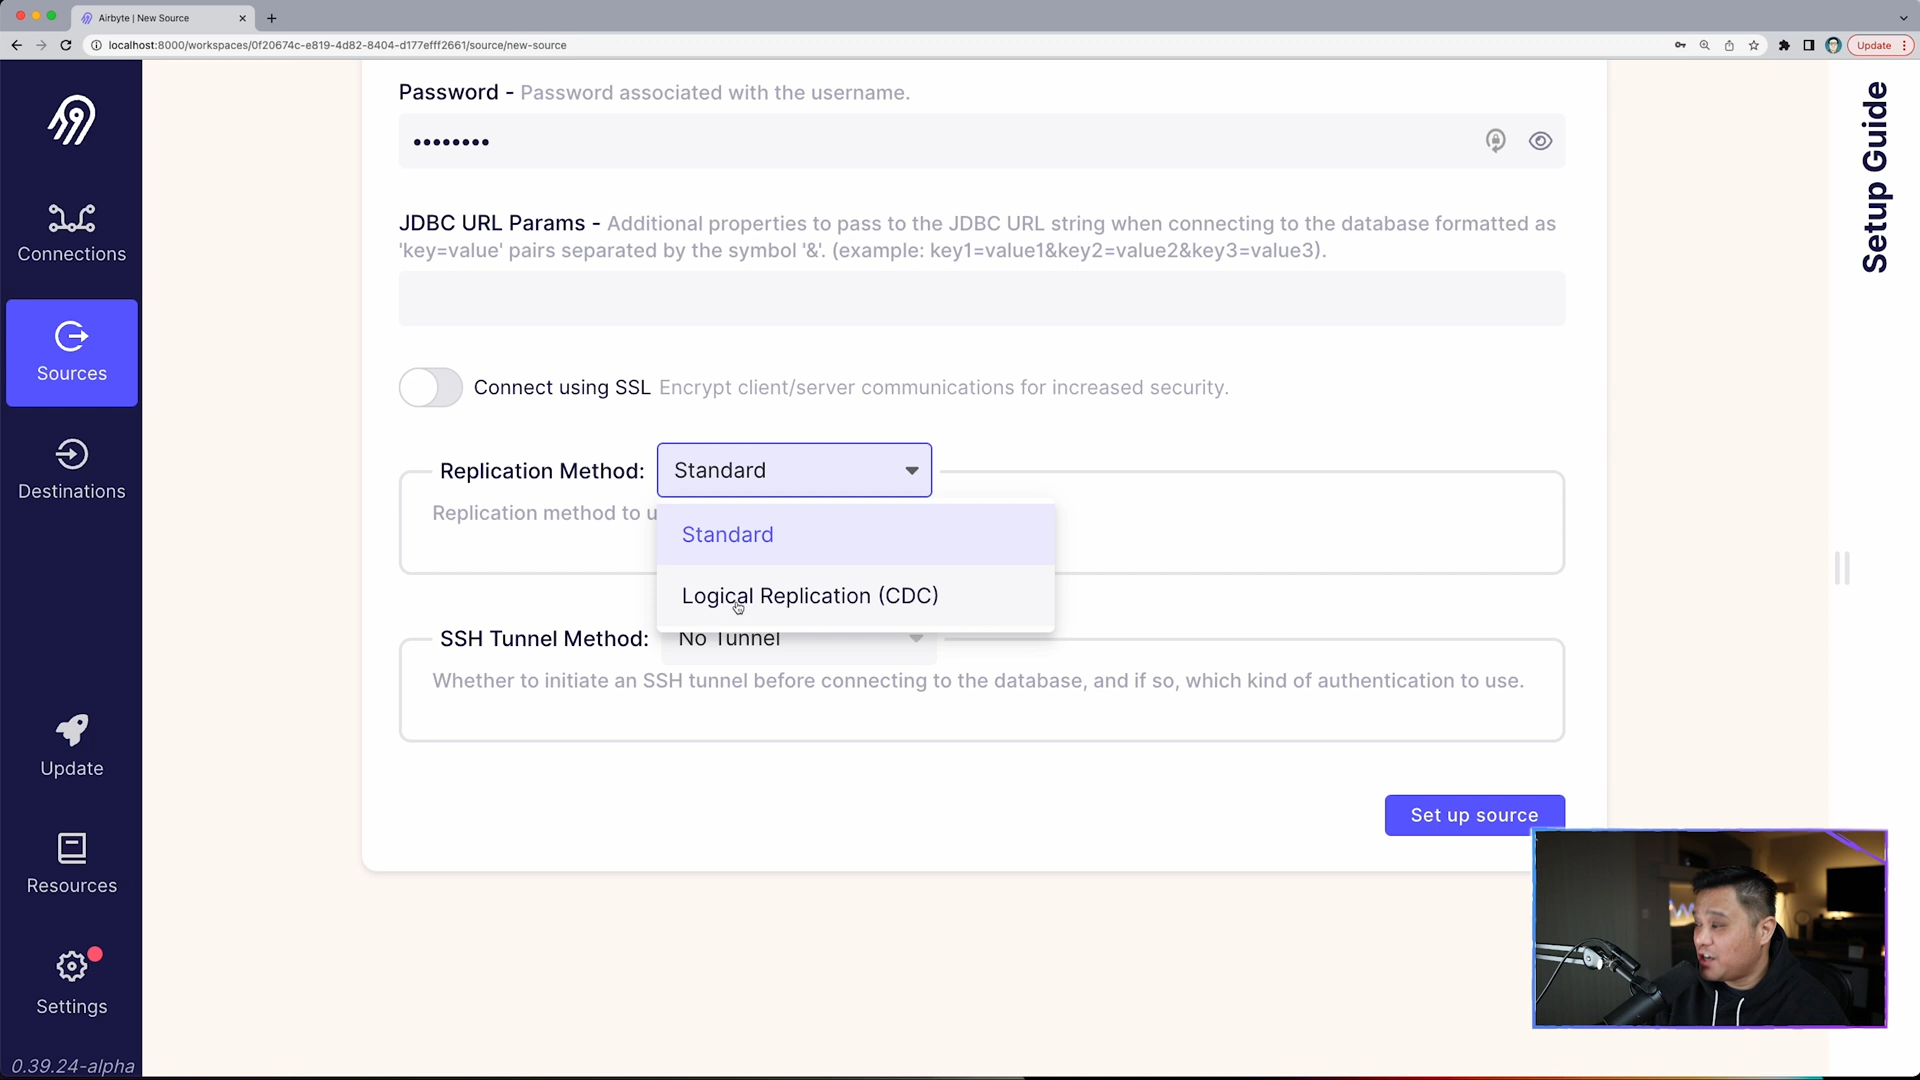 Airbyte | New Source
localhost:8000/workspaces/0f20674c-e819-4d82-8404-d177efff2661/source/new-source
Update
Connections
Sources
Destinations
Update
Resources
Settings
0.39.24-alpha
Password - Password associated with the username.
••••••••
JDBC URL Params - Additional properties to pass to the JDBC URL string when connecting to the database formatted as
'key=value' pairs separated by the symbol '&'. (example: key1=value1&key2=value2&key3=value3).
Connect using SSL Encrypt client/server communications for increased security.
Replication Method: Standard
Replication method to u
Standard
Logical Replication (CDC)
SSH Tunnel Method: No Tunnel
Whether to initiate an SSH tunnel before connecting to the database, and if so, which kind of authentication to use.
Set up source
Setup Guide